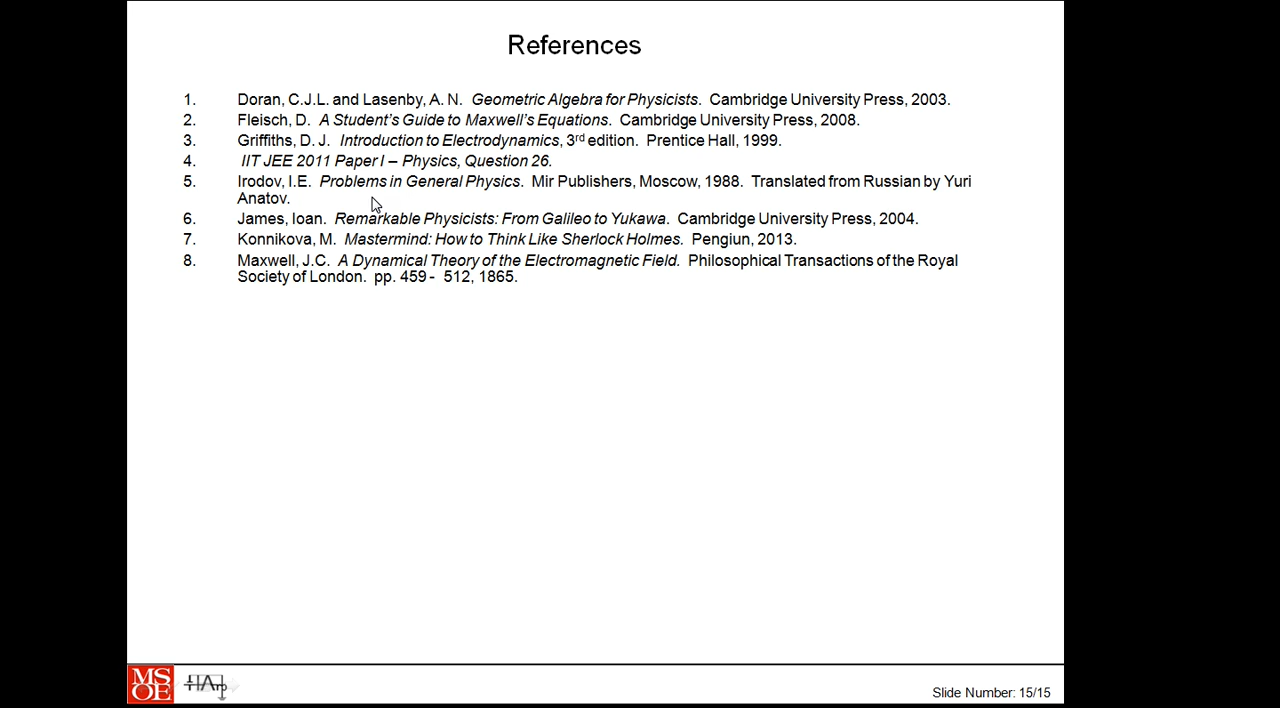 References
1. Doran, C.J.L. and Lasenby, A. N. Geometric Algebra for Physicists. Cambridge University Press, 2003.
2. Fleisch, D. A Student's Guide to Maxwell's Equations. Cambridge University Press, 2008.
3. Griffiths, D. J. Introduction to Electrodynamics, 3rd edition. Prentice Hall, 1999.
4. IIT JEE 2011 Paper I – Physics, Question 26.
5. Irodov, I.E. Problems in General Physics. Mir Publishers, Moscow, 1988. Translated from Russian by Yuri
Anatov.
6. James, Ioan. Remarkable Physicists: From Galileo to Yukawa. Cambridge University Press, 2004.
7. Konnikova, M. Mastermind: How to Think Like Sherlock Holmes. Pengiun, 2013.
8. Maxwell, J.C. A Dynamical Theory of the Electromagnetic Field. Philosophical Transactions of the Royal
Society of London. pp. 459 - 512, 1865.
MS
OE
HArp
Slide Number: 15/15